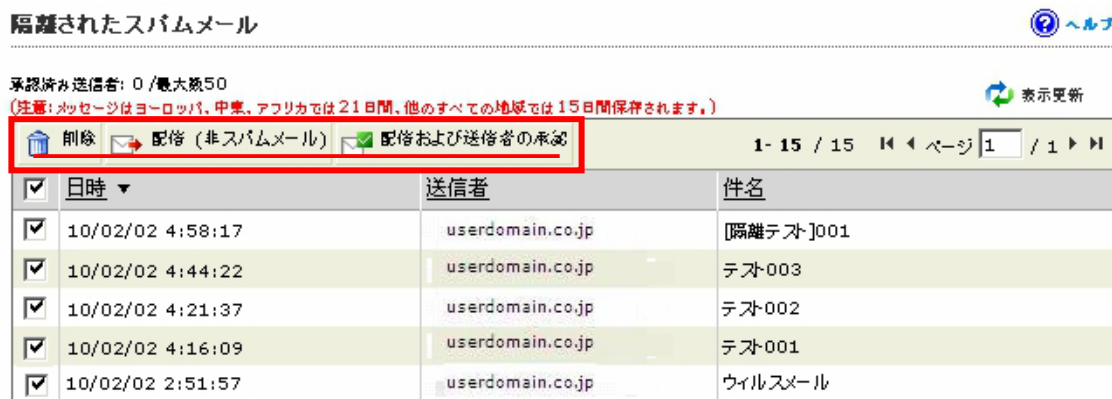 隔離されたスパムメール ヘルプ
承認済み送信者: 0 /最大数50
(注意: メッセージはヨーロッパ、中東、アフリカでは21日間、他のすべての地域では15日間保存されます。) 表示更新
削除 配信 (非スパムメール) 配信および送信者の承認 1- 15 / 15 ページ 1 / 1
日時 ▼ 送信者 件名
10/02/02 4:58:17 userdomain.co.jp [隔離テスト]001
10/02/02 4:44:22 userdomain.co.jp テスト003
10/02/02 4:21:37 userdomain.co.jp テスト002
10/02/02 4:16:09 userdomain.co.jp テスト001
10/02/02 2:51:57 userdomain.co.jp ウィルスメール